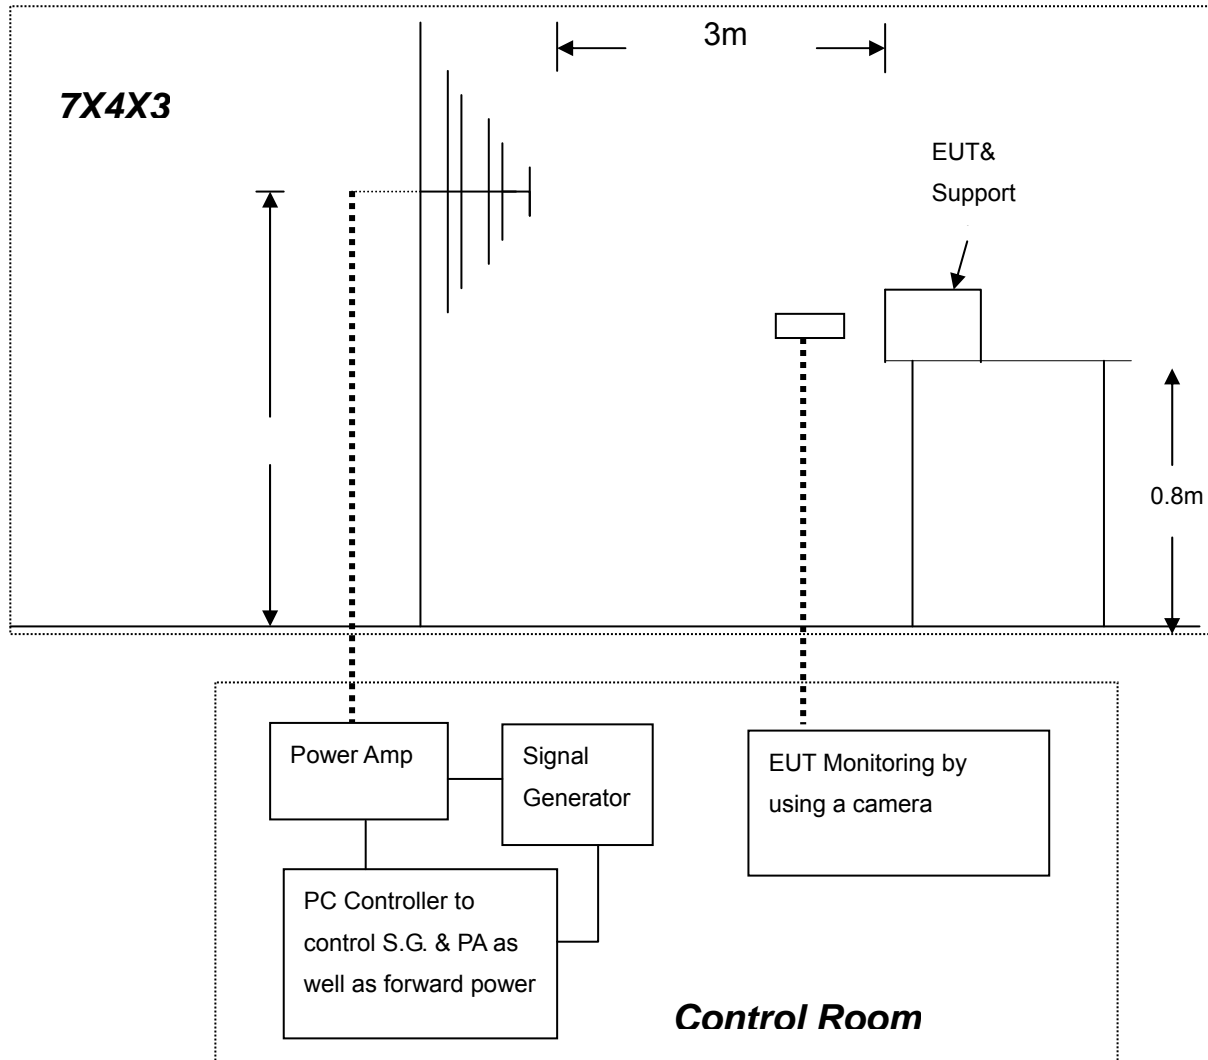 3m
7X4X3
EUT&
Support
0.8m
Power Amp
Signal
Generator
EUT Monitoring by
using a camera
PC Controller to
control S.G. & PA as
well as forward power
Control Room